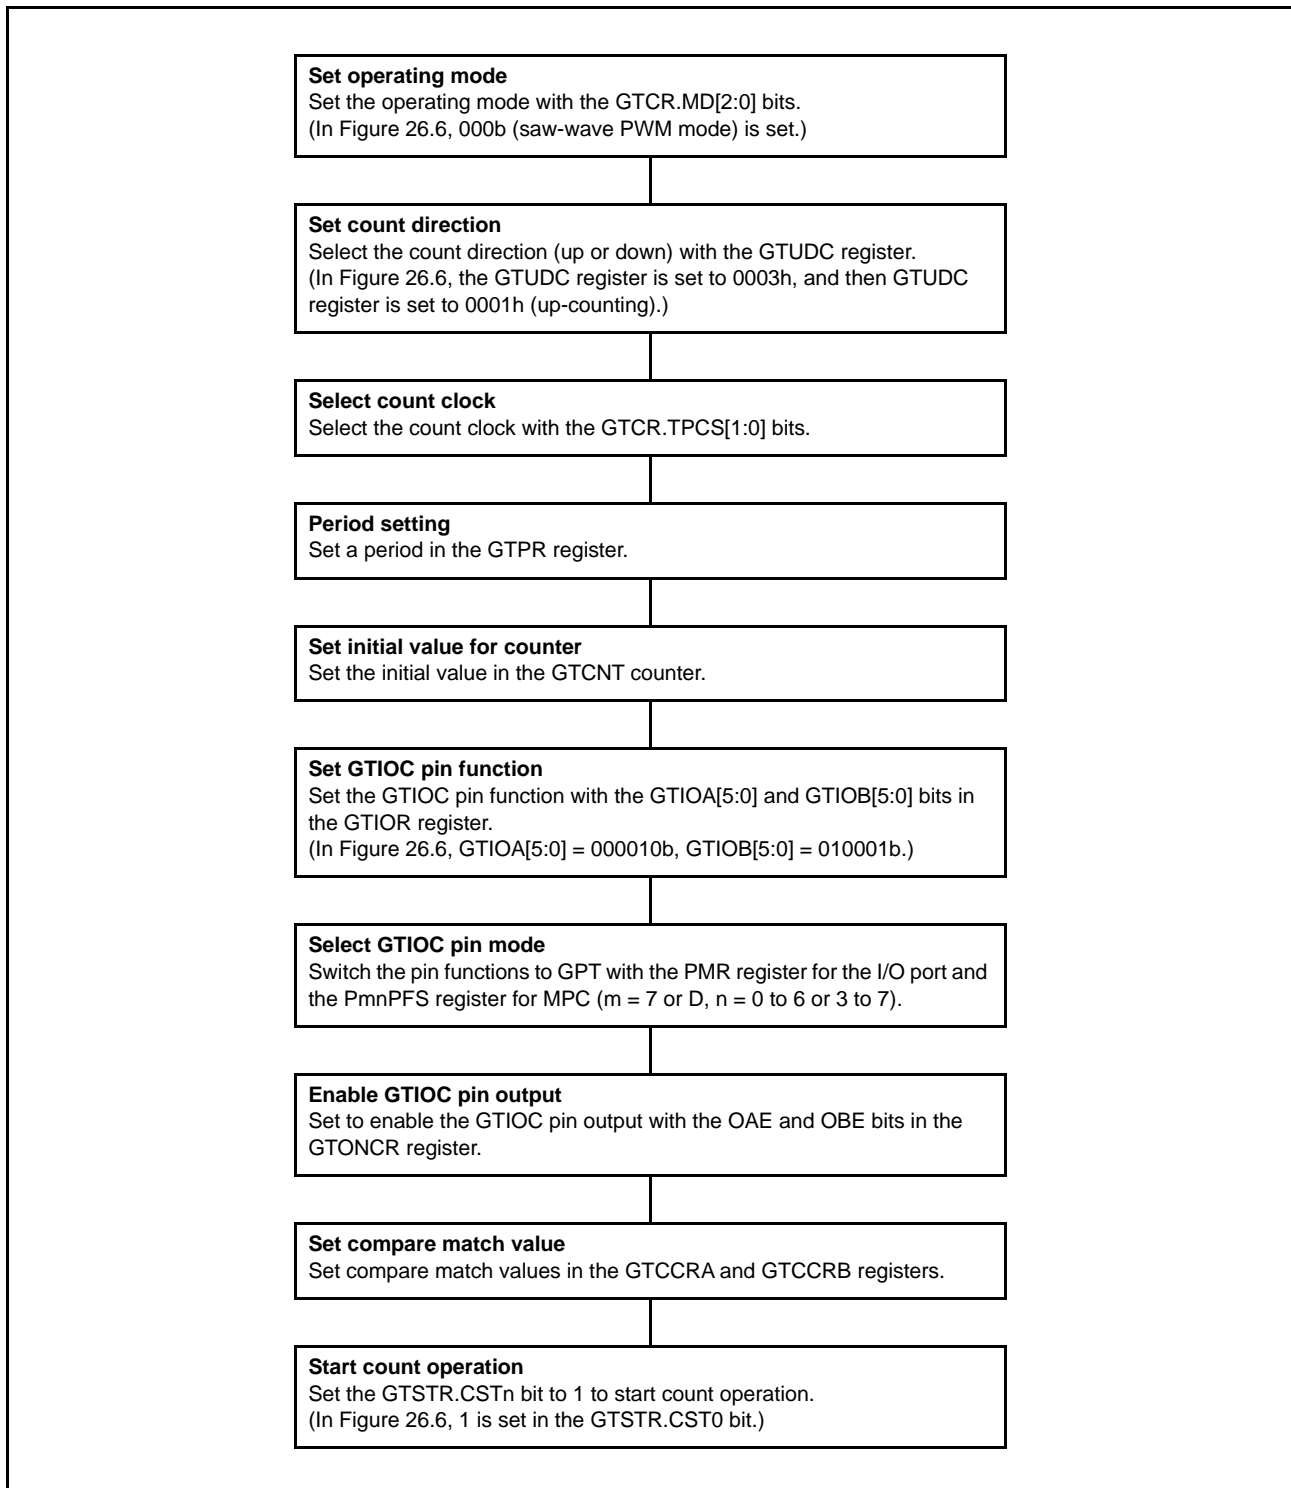 Set operating mode
Set the operating mode with the GTCR.MD[2:0] bits.
(In Figure 26.6, 000b (saw-wave PWM mode) is set.)
Set count direction
Select the count direction (up or down) with the GTUDC register.
(In Figure 26.6, the GTUDC register is set to 0003h, and then GTUDC
register is set to 0001h (up-counting).)
Select count clock
Select the count clock with the GTCR.TPCS[1:0] bits.
Period setting
Set a period in the GTPR register.
Set initial value for counter
Set the initial value in the GTCNT counter.
Set GTIOC pin function
Set the GTIOC pin function with the GTIOA[5:0] and GTIOB[5:0] bits in
the GTIOR register.
(In Figure 26.6, GTIOA[5:0] = 000010b, GTIOB[5:0] = 010001b.)
Select GTIOC pin mode
Switch the pin functions to GPT with the PMR register for the I/O port and
the PmnPFS register for MPC (m = 7 or D, n = 0 to 6 or 3 to 7).
Enable GTIOC pin output
Set to enable the GTIOC pin output with the OAE and OBE bits in the
GTONCR register.
Set compare match value
Set compare match values in the GTCCRA and GTCCRB registers.
Start count operation
Set the GTSTR.CSTn bit to 1 to start count operation.
(In Figure 26.6, 1 is set in the GTSTR.CST0 bit.)